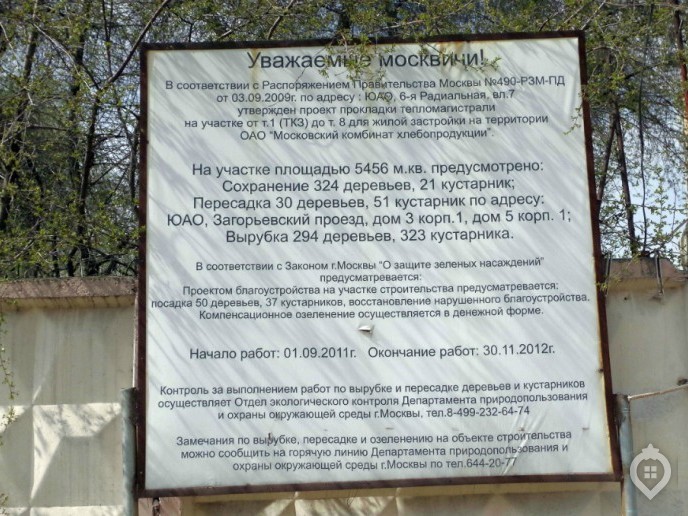 Уважаемые москвичи!
В соответствии с Распоряжением Правительства Москвы №490-РЗМ-ПД
от 03.09.2009г. по адресу : ЮАО, 6-я Радиальная, вл.7
утвержден проект прокладки тепломагистрали
на участке от т.1 (ТК3) до т. 8 для жилой застройки на территории
ОАО "Московский комбинат хлебопродукции".
На участке площадью 5456 м.кв. предусмотрено:
Сохранение 324 деревьев, 21 кустарник;
Пересадка 30 деревьев, 51 кустарник по адресу:
ЮАО, Загорьевский проезд, дом 3 корп.1, дом 5 корп. 1;
Вырубка 294 деревьев, 323 кустарника.
В соответствии с Законом г.Москвы "О защите зеленых насаждений"
предусматривается:
Проектом благоустройства на участке строительства предусматривается:
посадка 50 деревьев, 37 кустарников, восстановление нарушенного благоустройства.
Компенсационное озеленение осуществляется в денежной форме.
Начало работ: 01.09.2011г. Окончание работ: 30.11.2012г.
Контроль за выполнением работ по вырубке и пересадке деревьев и кустарников
осуществляет Отдел экологического контроля Департамента природопользования
и охраны окружающей среды г.Москвы, тел.8-499-232-64-74
Замечания по вырубке, пересадке и озеленению на объекте строительства
можно сообщить на горячую линию Департамента природопользования и
охраны окружающей среды г.Москвы по тел.644-20-77